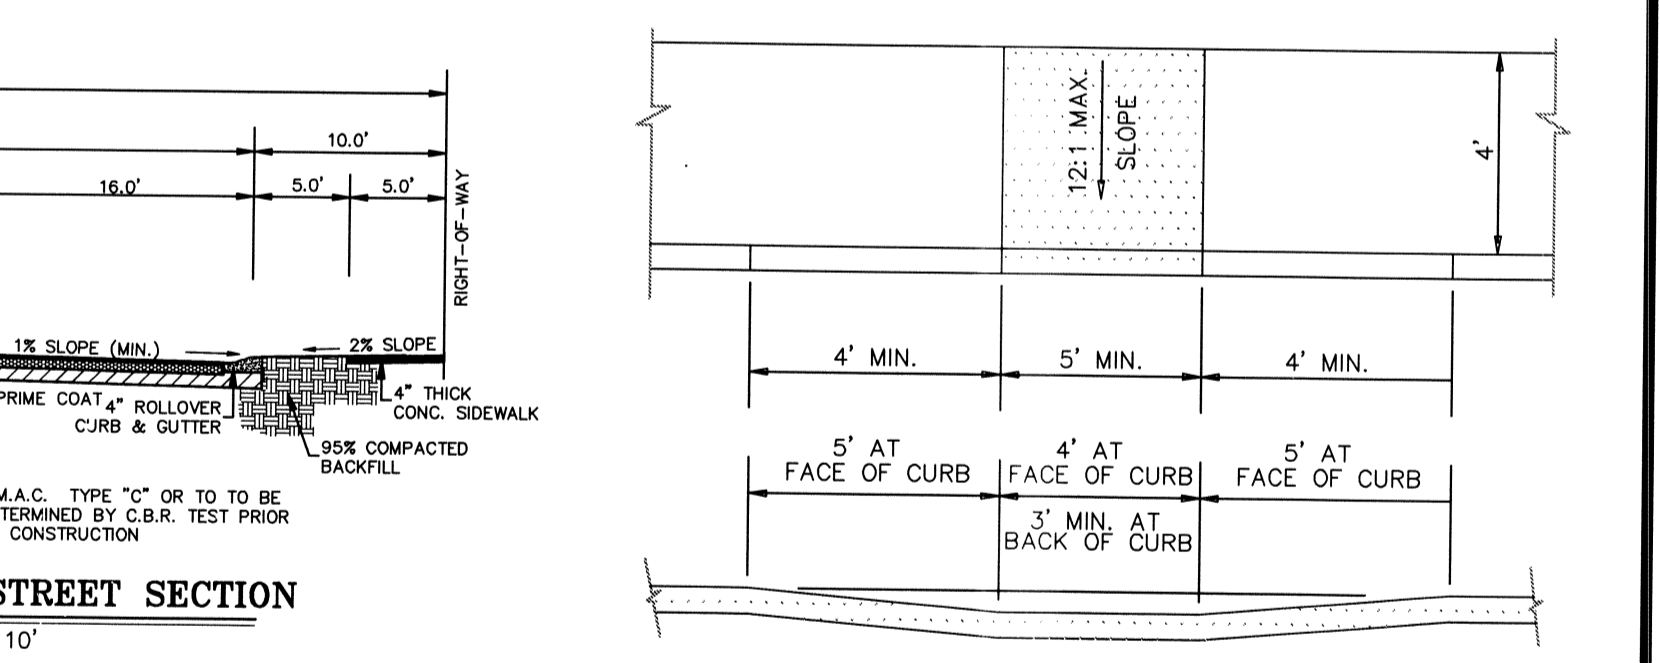 10.0'
16.0'
5.0'
5.0'
RIGHT-OF-WAY
1% SLOPE (MIN.)
2% SLOPE
PRIME COAT
4" ROLLOVER
CURB & GUTTER
4" THICK
CONC. SIDEWALK
95% COMPACTED
BACKFILL
M.A.C. TYPE "C" OR TO TO BE
TERMINED BY C.B.R. TEST PRIOR
CONSTRUCTION
STREET SECTION
10'
12:1 MAX.
SLOPE
4'
4' MIN.
5' MIN.
4' MIN.
5' AT
FACE OF CURB
4' AT
FACE OF CURB
5' AT
FACE OF CURB
3' MIN. AT
BACK OF CURB